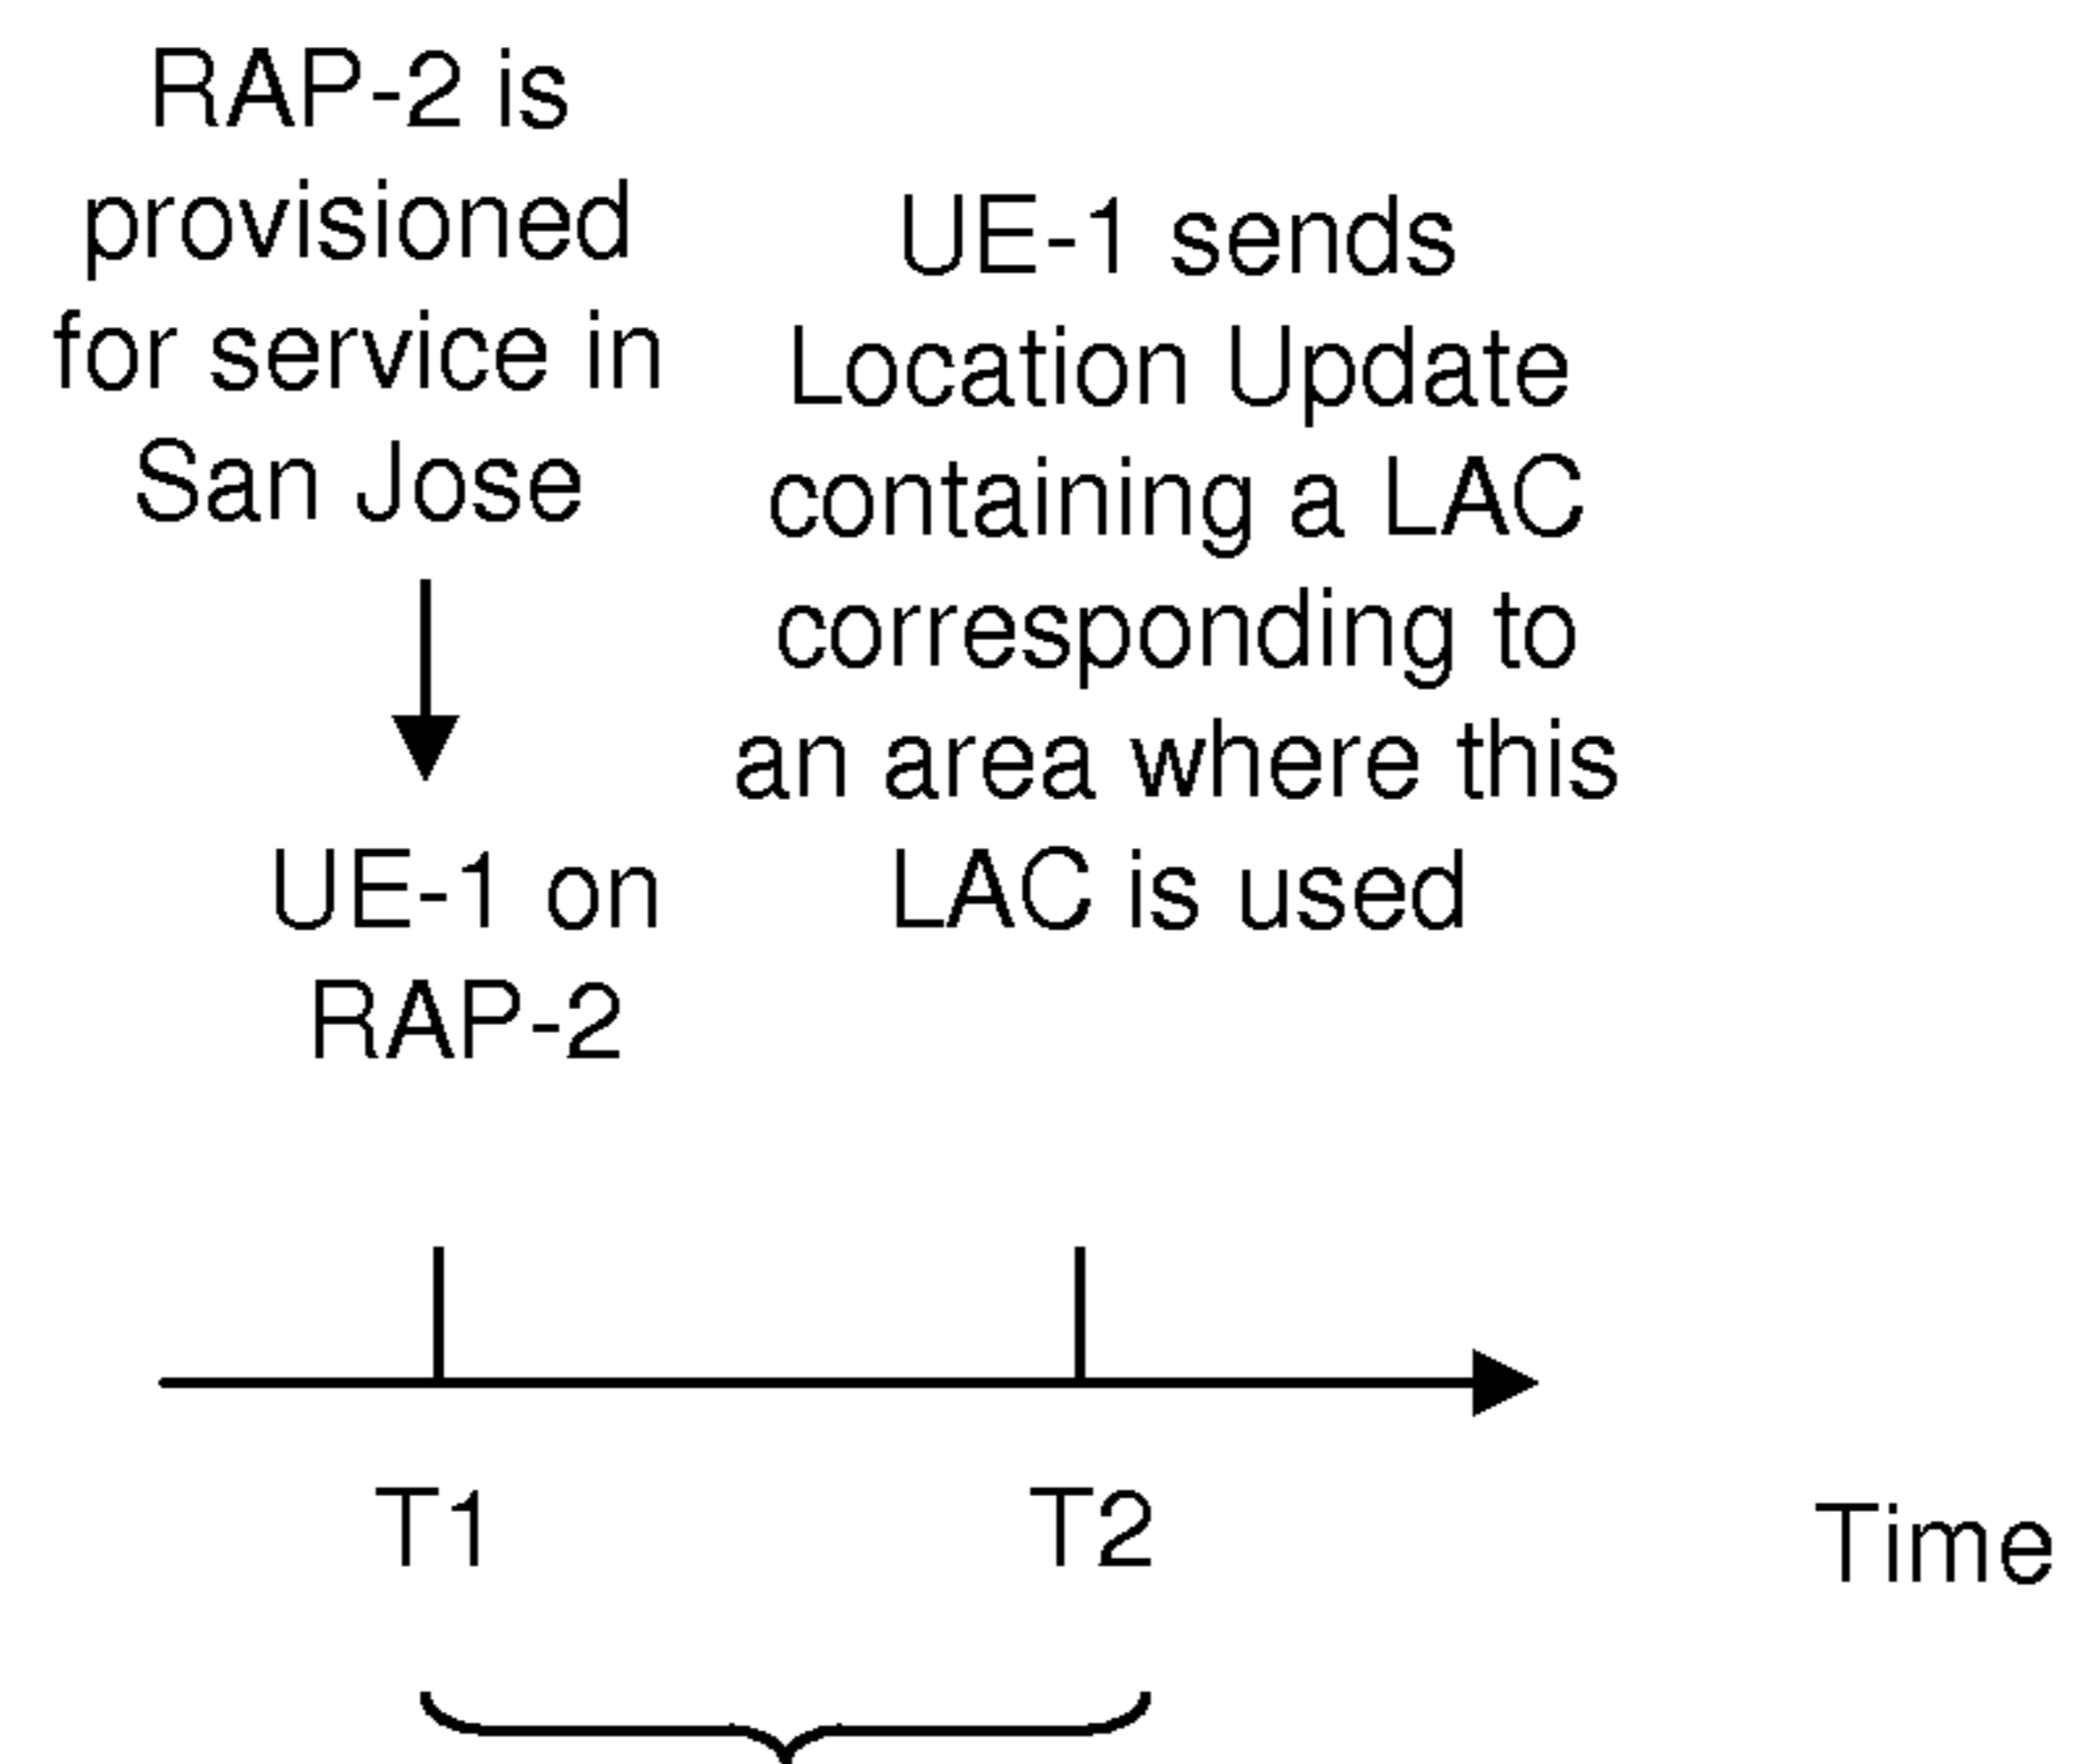 RAP-2 is
provisioned
for service in
San Jose
UE-1 on
RAP-2
UE-1 sends
Location Update
containing a LAC
corresponding to
an area where this
LAC is used
T1
T2
Time